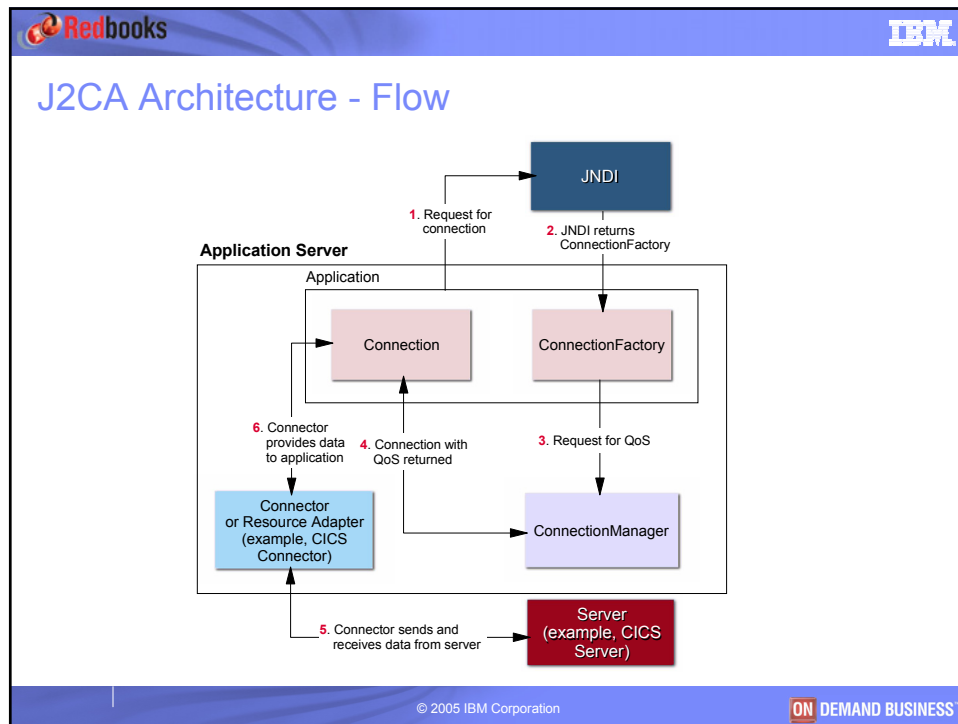 Redbooks
IBM
J2CA Architecture - Flow
JNDI
1. Request for
connection
2. JNDI returns
ConnectionFactory
Application Server
Application
Connection
ConnectionFactory
6. Connector
provides data
to application
4. Connection with
QoS returned
3. Request for QoS
Connector
or Resource Adapter
(example, CICS
Connector)
ConnectionManager
5. Connector sends and
receives data from server
Server
(example, CICS
Server)
© 2005 IBM Corporation
ON DEMAND BUSINESS™